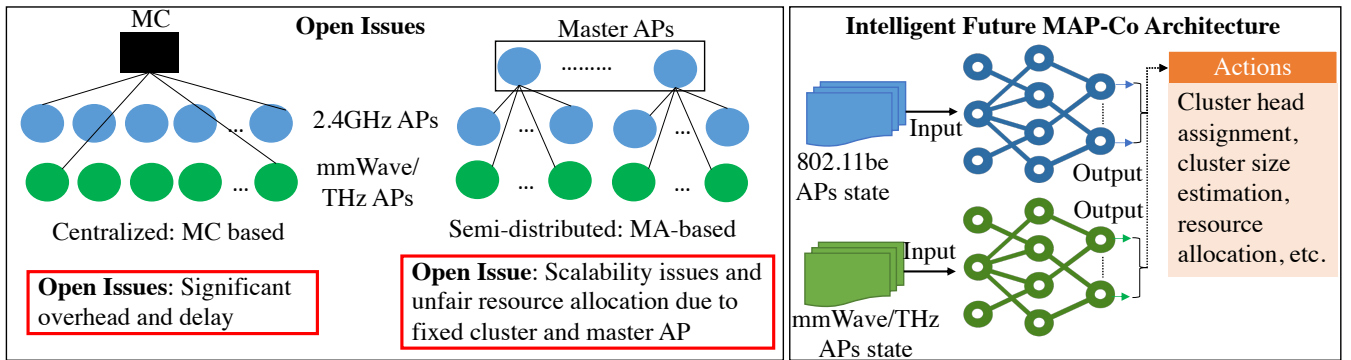 Open Issues
MC
Master APs
.........
...
...
...
2.4GHz APs
mmWave/
THz APs
...
...
...
Centralized: MC based
Semi-distributed: MA-based
Open Issues: Significant
overhead and delay
Open Issue: Scalability issues and
unfair resource allocation due to
fixed cluster and master AP
Intelligent Future MAP-Co Architecture
Input
802.11be
APs state
Output
Input
Output
mmWave/THz
APs state
Actions
Cluster head
assignment,
cluster size
estimation,
resource
allocation, etc.